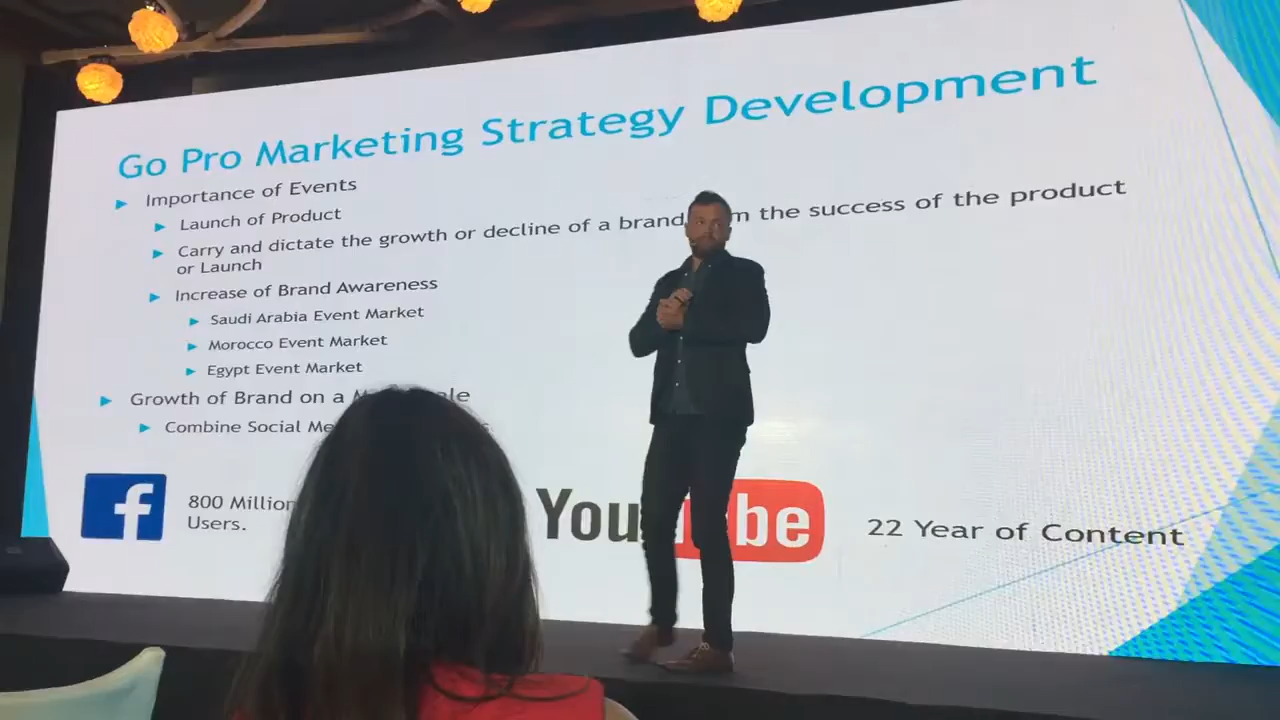 Go Pro Marketing Strategy Development
Importance of Events
Launch of Product
Carry and dictate the growth or decline of a brand the success of the product
or Launch
Increase of Brand Awareness
Saudi Arabia Event Market
Morocco Event Market
Egypt Event Market
Growth of Brand on a
Combine Social
f
800 Million
Users.
You be
22 Year of Content